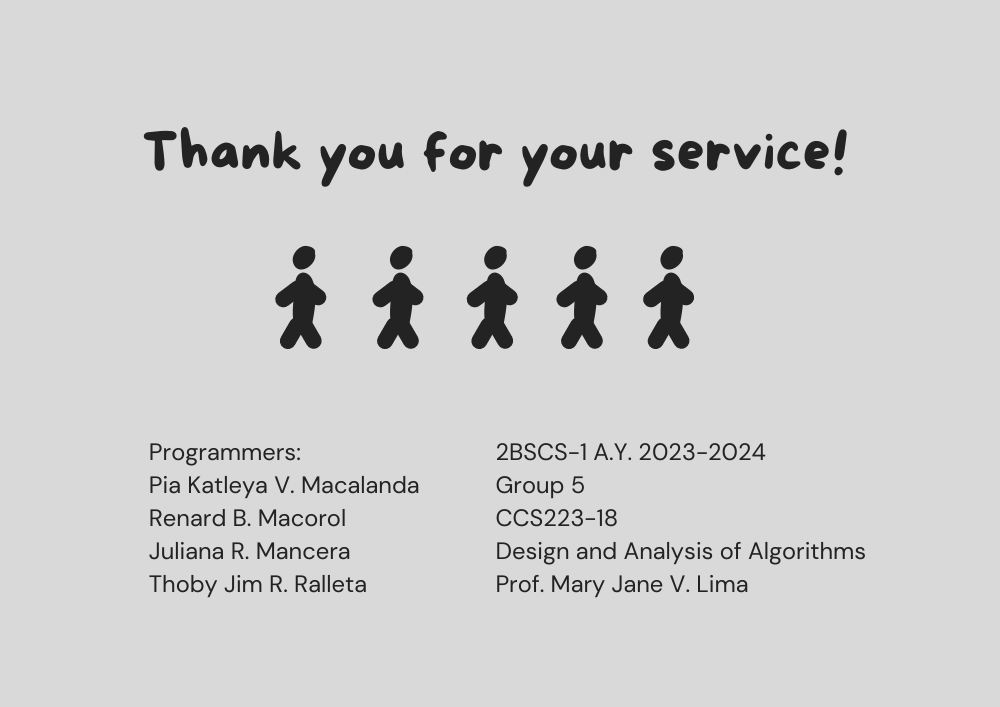 Thank you for your service!
Programmers:
Pia Katleya V. Macalanda
Renard B. Macorol
Juliana R. Mancera
Thoby Jim R. Ralleta
2BSCS-1 A.Y. 2023-2024
Group 5
CCS223-18
Design and Analysis of Algorithms
Prof. Mary Jane V. Lima